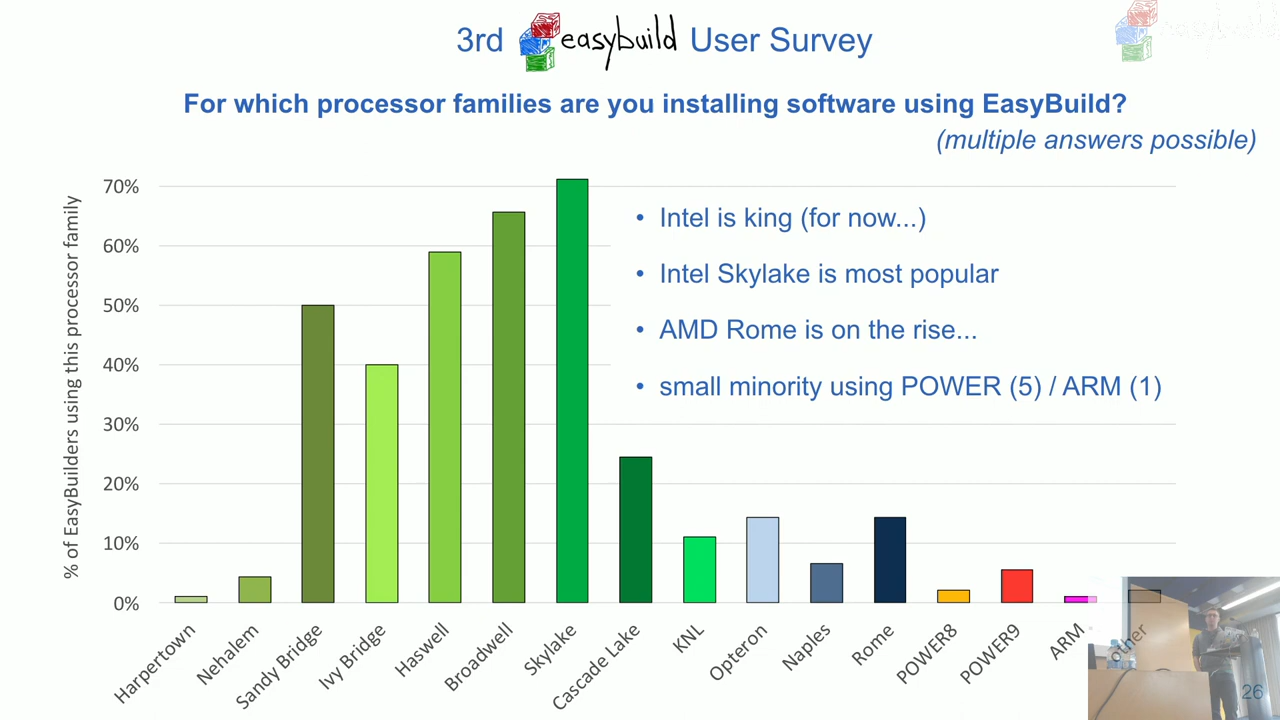 3rd easybuild User Survey
For which processor families are you installing software using EasyBuild?
(multiple answers possible)
% of EasyBuilders using this processor family
70%
60%
50%
40%
30%
20%
10%
0%
• Intel is king (for now...)
• Intel Skylake is most popular
• AMD Rome is on the rise...
• small minority using POWER (5) / ARM (1)
Harpertown
Nehalem
Sandy Bridge
Ivy Bridge
Haswell
Broadwell
Skylake
Cascade Lake
KNL
Opteron
Naples
Rome
POWER8
POWER9
ARM
other
26